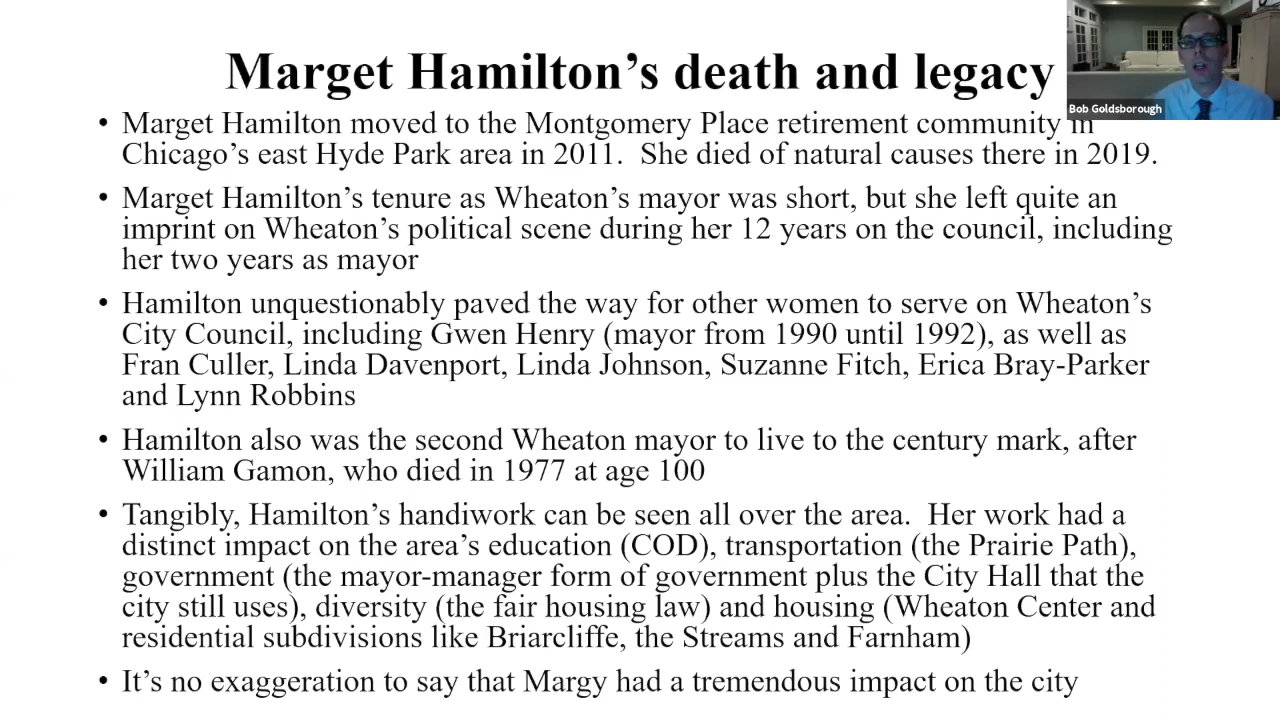 Marget Hamilton's death and legacy
Bob Goldsborough
• Marget Hamilton moved to the Montgomery Place retirement community in
Chicago's east Hyde Park area in 2011.  She died of natural causes there in 2019.
• Marget Hamilton's tenure as Wheaton's mayor was short, but she left quite an
imprint on Wheaton's political scene during her 12 years on the council, including
her two years as mayor
• Hamilton unquestionably paved the way for other women to serve on Wheaton's
City Council, including Gwen Henry (mayor from 1990 until 1992), as well as
Fran Culler, Linda Davenport, Linda Johnson, Suzanne Fitch, Erica Bray-Parker
and Lynn Robbins
• Hamilton also was the second Wheaton mayor to live to the century mark, after
William Gamon, who died in 1977 at age 100
• Tangibly, Hamilton's handiwork can be seen all over the area.  Her work had a
distinct impact on the area's education (COD), transportation (the Prairie Path),
government (the mayor-manager form of government plus the City Hall that the
city still uses), diversity (the fair housing law) and housing (Wheaton Center and
residential subdivisions like Briarcliffe, the Streams and Farnham)
• It's no exaggeration to say that Margy had a tremendous impact on the city